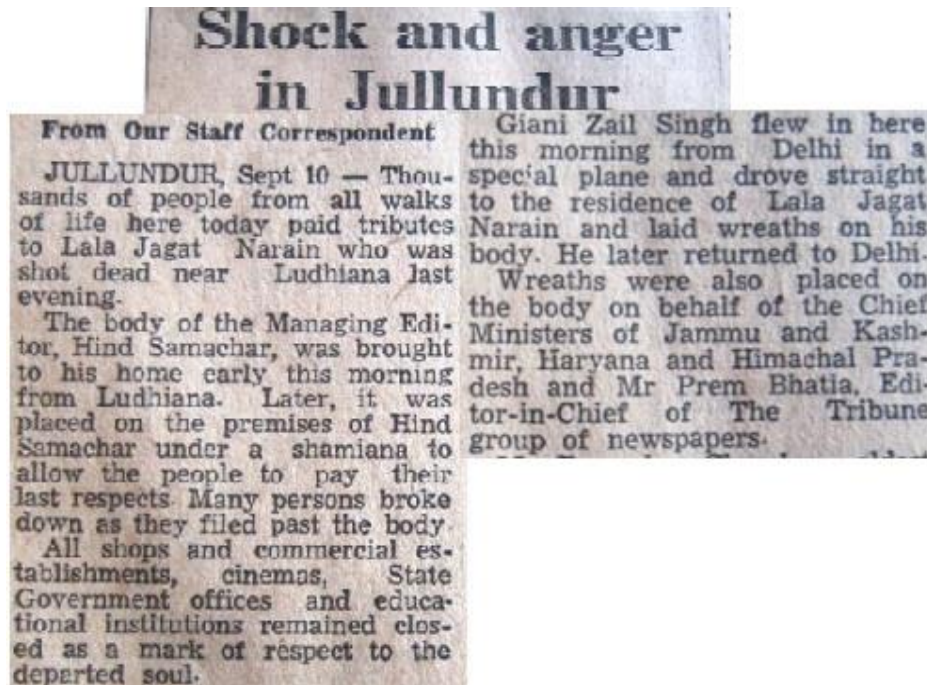 Shock and anger
in Jullundur
From Our Staff Correspondent
JULLUNDUR, Sept 10 — Thou-
sands of people from all walks
of life here today paid tributes
to Lala Jagat Narain who was
shot dead near Ludhiana last
evening.
The body of the Managing Edi-
tor, Hind Samachar, was brought
to his home early this morning
from Ludhiana. Later, it was
placed on the premises of Hind
Samachar under a shamiana to
allow the people to pay their
last respects. Many persons broke
down as they filed past the body.
All shops and commercial es-
tablishments, cinemas, State
Government offices and educa-
tional institutions remained clos-
ed as a mark of respect to the
departed soul.
Giani Zail Singh flew in here
this morning from Delhi in a
special plane and drove straight
to the residence of Lala Jagat
Narain and laid wreaths on his
body. He later returned to Delhi.
Wreaths were also placed on
the body on behalf of the Chief
Ministers of Jammu and Kash-
mir, Haryana and Himachal Pra-
desh and Mr Prem Bhatia, Edi-
tor-in-Chief of The Tribune
group of newspapers.